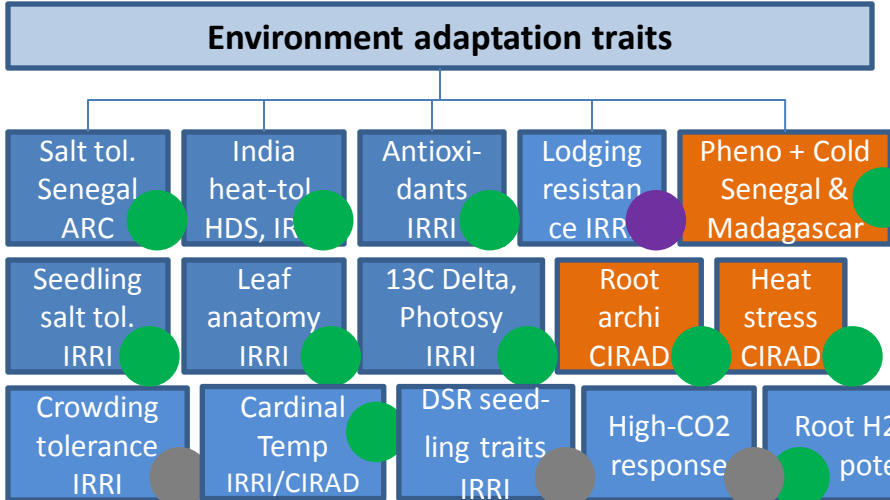 Environment adaptation traits
Salt tol.
Senegal
ARC
India
heat-tol
HDS, IR
Antioxi-
dants
IRRI
Lodging
resistan
ce IRR
Pheno + Cold
Senegal &
Madagascar
Seedling
salt tol.
IRRI
Leaf
anatomy
IRRI
13C Delta,
Photosy
IRRI
Root
archi
CIRAD
Heat
stress
CIRAD
Crowding
tolerance
IRRI
Cardinal
Temp
IRRI/CIRAD
DSR seed-
ling traits
IRRI
High-CO2
response
Root H2
pote